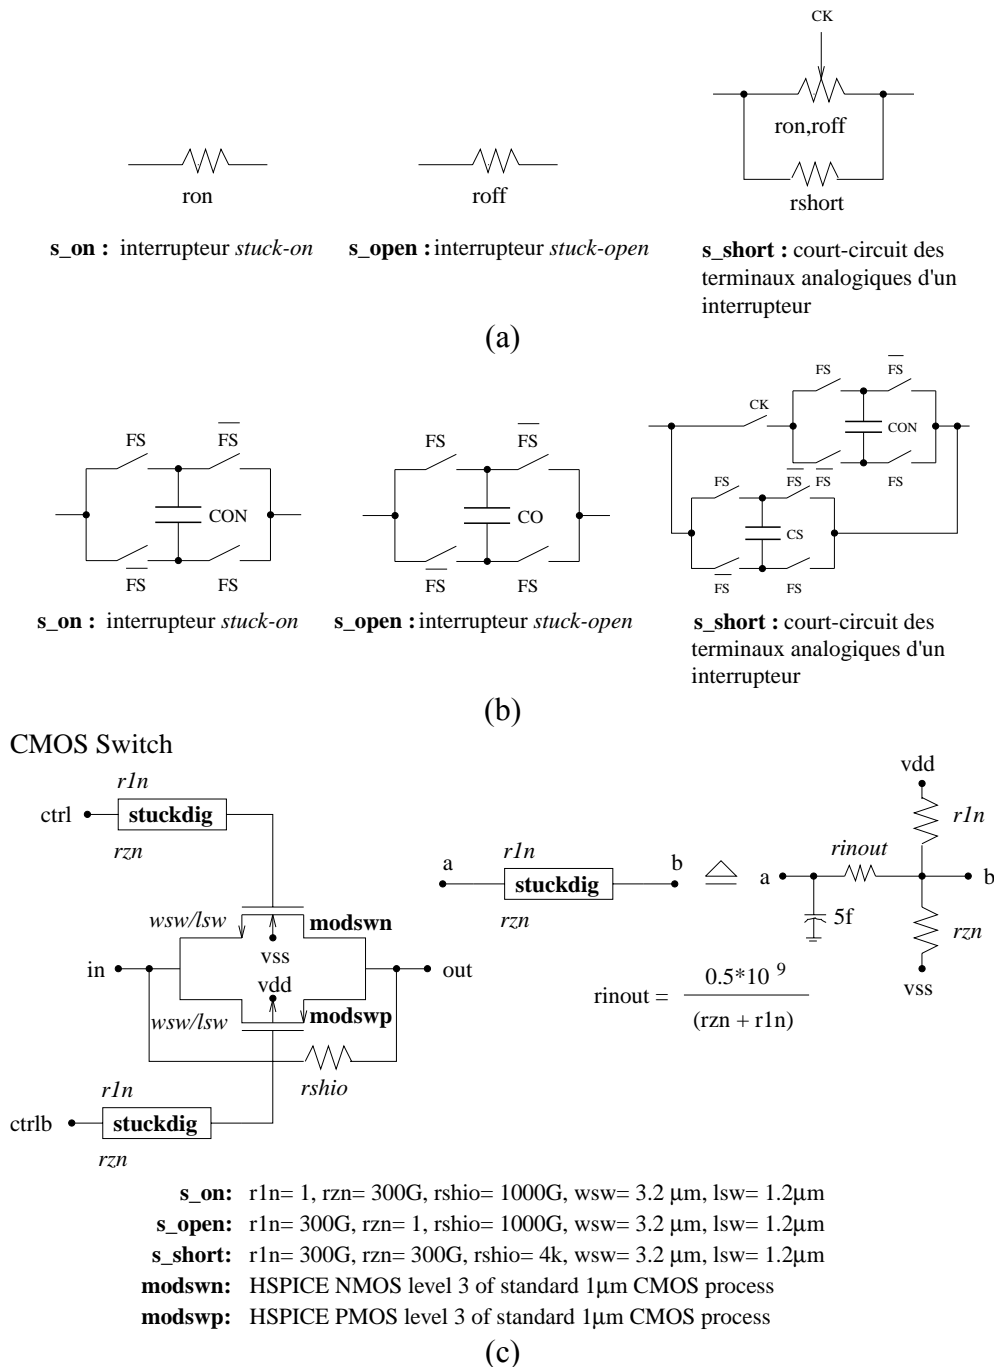 CK
ron,roff
rshort
ron
roff
s_on : interrupteur stuck-on
s_open : interrupteur stuck-open
s_short : court-circuit des
terminaux analogiques d'un
interrupteur
(a)
FS
FS
CK
CON
FS
FS
FS
FS
FS
CS
FS
FS
FS
FS
CON
FS
FS
FS
FS
CO
FS
FS
s_on : interrupteur stuck-on
s_open : interrupteur stuck-open
s_short : court-circuit des
terminaux analogiques d'un
interrupteur
(b)
CMOS Switch
r1n
ctrl
stuckdig
rzn
wsw/lsw
modswn
vss
in
out
vdd
wsw/lsw
modswp
rshio
r1n
ctrlb
stuckdig
rzn
r1n
a
stuckdig
b
rzn
vdd
r1n
rinout
a
b
5f
rzn
vss
rinout = 0.5*10 9
(rzn + r1n)
s_on: r1n= 1, rzn= 300G, rshio= 1000G, wsw= 3.2 µm, lsw= 1.2µm
s_open: r1n= 300G, rzn= 1, rshio= 1000G, wsw= 3.2 µm, lsw= 1.2µm
s_short: r1n= 300G, rzn= 300G, rshio= 4k, wsw= 3.2 µm, lsw= 1.2µm
modswn: HSPICE NMOS level 3 of standard 1µm CMOS process
modswp: HSPICE PMOS level 3 of standard 1µm CMOS process
(c)